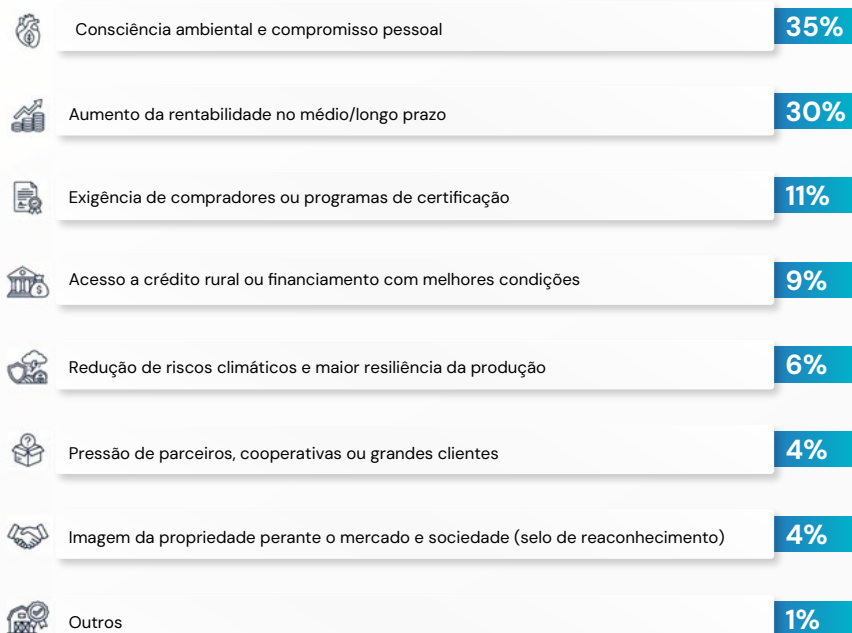 Consciência ambiental e compromisso pessoal 35%
Aumento da rentabilidade no médio/longo prazo 30%
Exigência de compradores ou programas de certificação 11%
Acesso a crédito rural ou financiamento com melhores condições 9%
Redução de riscos climáticos e maior resiliência da produção 6%
Pressão de parceiros, cooperativas ou grandes clientes 4%
Imagem da propriedade perante o mercado e sociedade (selo de reaconhecimento) 4%
Outros 1%